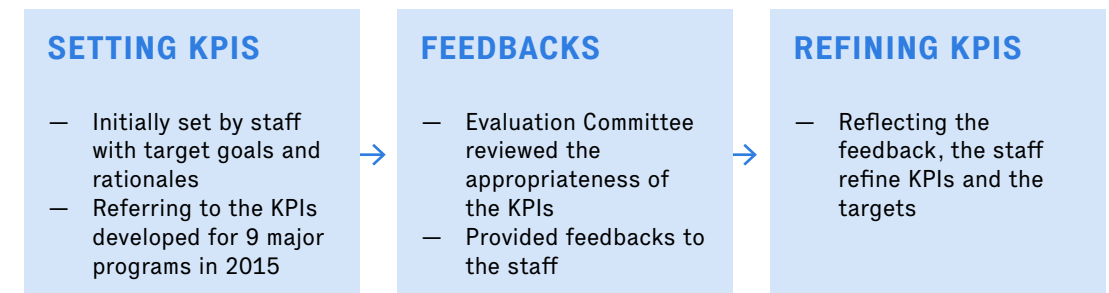 SETTING KPIS
— Initially set by staff
with target goals and
rationales
— Referring to the KPIs
developed for 9 major
programs in 2015
FEEDBACKS
— Evaluation Committee
reviewed the
appropriateness of
the KPIs
— Provided feedbacks to
the staff
REFINING KPIS
— Reflecting the
feedback, the staff
refine KPIs and the
targets